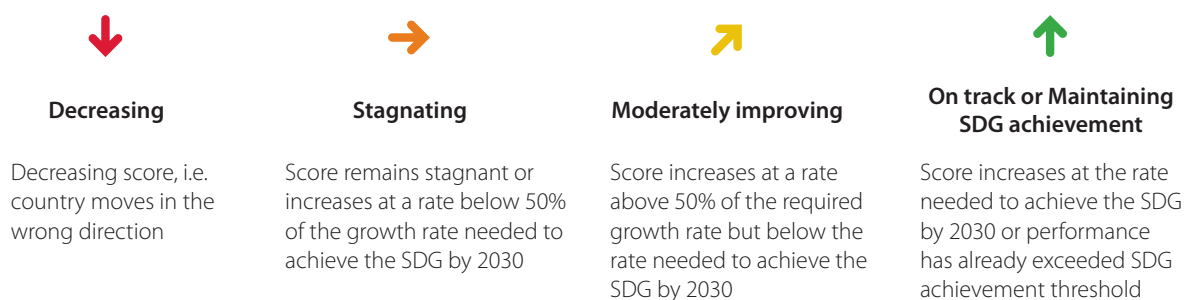 Decreasing
Decreasing score, i.e.
country moves in the
wrong direction
Stagnating
Score remains stagnant or
increases at a rate below 50%
of the growth rate needed to
achieve the SDG by 2030
Moderately improving
Score increases at a rate
above 50% of the required
growth rate but below the
rate needed to achieve the
SDG by 2030
On track or Maintaining
SDG achievement
Score increases at the rate
needed to achieve the SDG
by 2030 or performance
has already exceeded SDG
achievement threshold